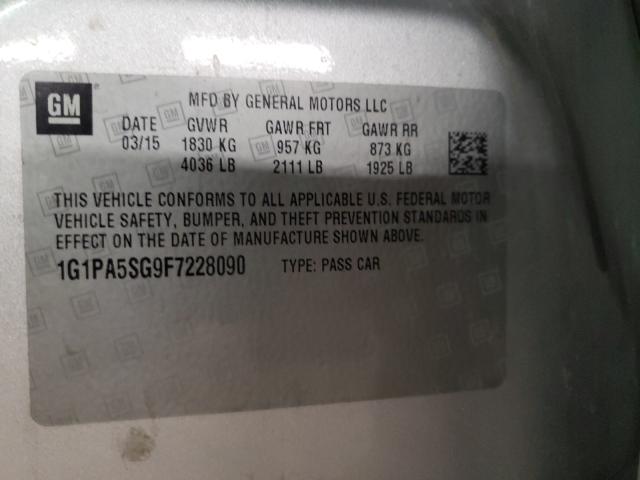 GM
MFD BY GENERAL MOTORS LLC
DATE GVWR GAWR FRT GAWR RR
03/15 1830 KG 957 KG 873 KG
4036 LB 2111 LB 1925 LB
THIS VEHICLE CONFORMS TO ALL APPLICABLE U.S. FEDERAL MOTOR
VEHICLE SAFETY, BUMPER, AND THEFT PREVENTION STANDARDS IN
EFFECT ON THE DATE OF MANUFACTURE SHOWN ABOVE.
1G1PA5SG9F7228090 TYPE: PASS CAR